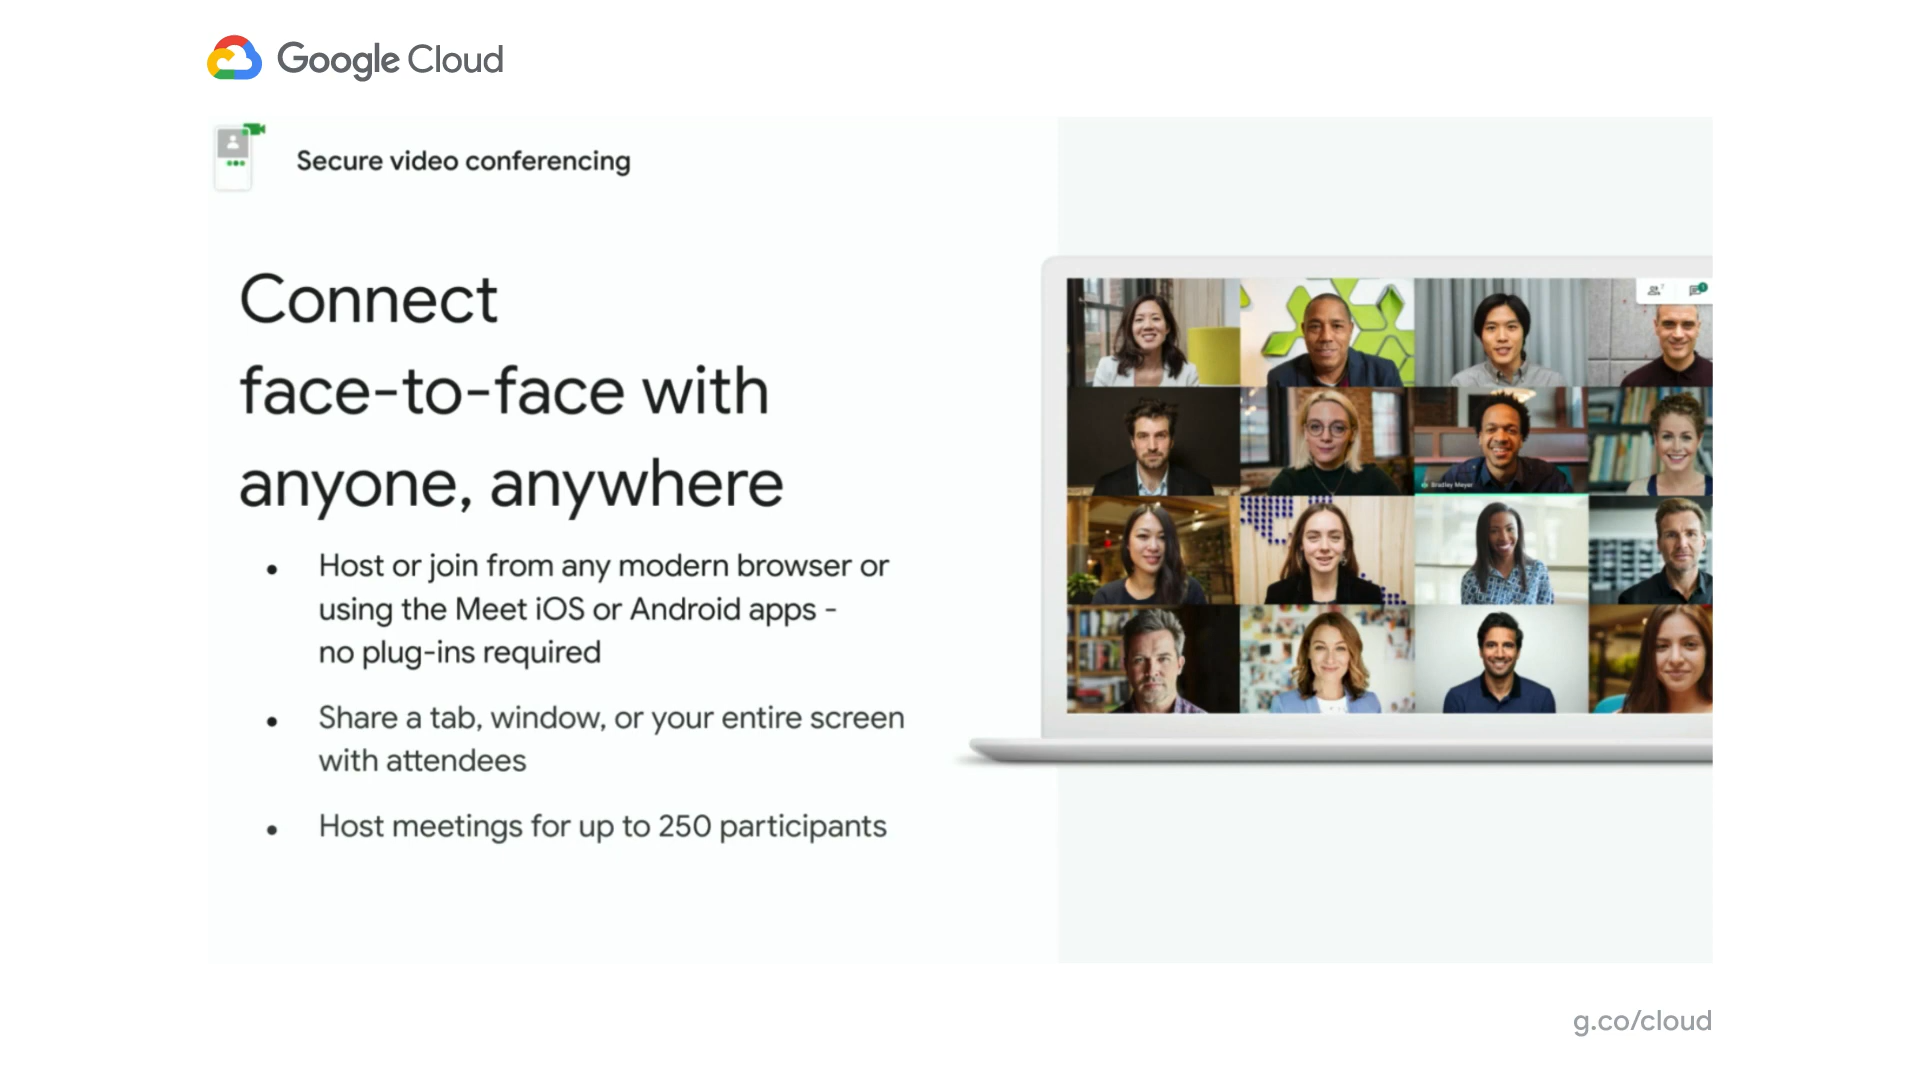 Google Cloud
Secure video conferencing
Connect
face-to-face with
anyone, anywhere
● Host or join from any modern browser or
using the Meet iOS or Android apps -
no plug-ins required
● Share a tab, window, or your entire screen
with attendees
● Host meetings for up to 250 participants
Bradley Meyer
g.co/cloud